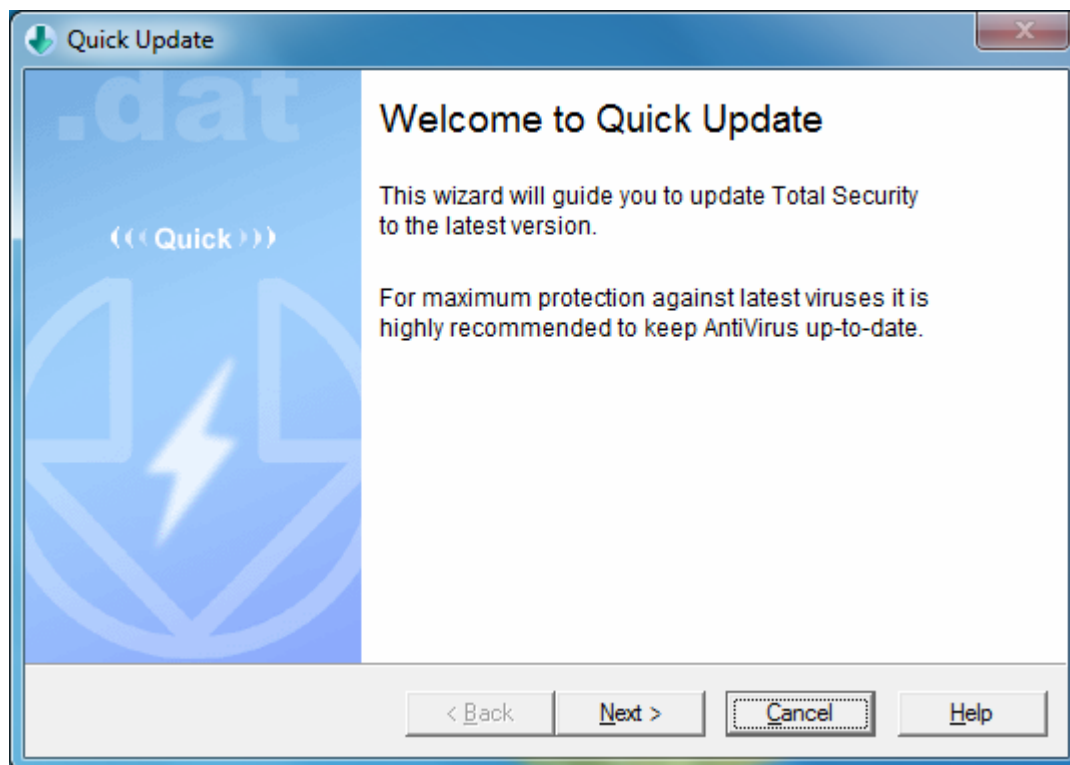 Quick Update
.dat
Welcome to Quick Update
This wizard will guide you to update Total Security
to the latest version.
(((Quick)))
For maximum protection against latest viruses it is
highly recommended to keep AntiVirus up-to-date.
< Back
Next >
Cancel
Help